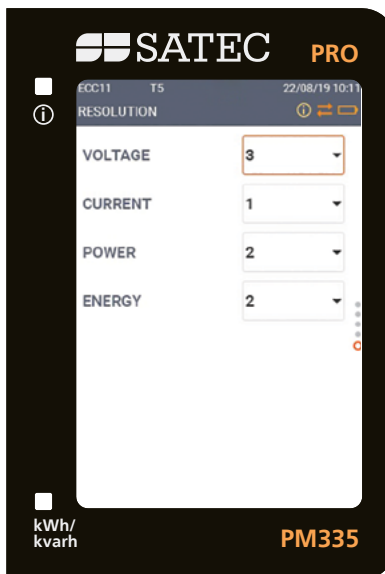 SATEC PRO
ECC11 T5 22/08/19 10:11
RESOLUTION
VOLTAGE 3
CURRENT 1
POWER 2
ENERGY 2
kWh/
kvarh PM335